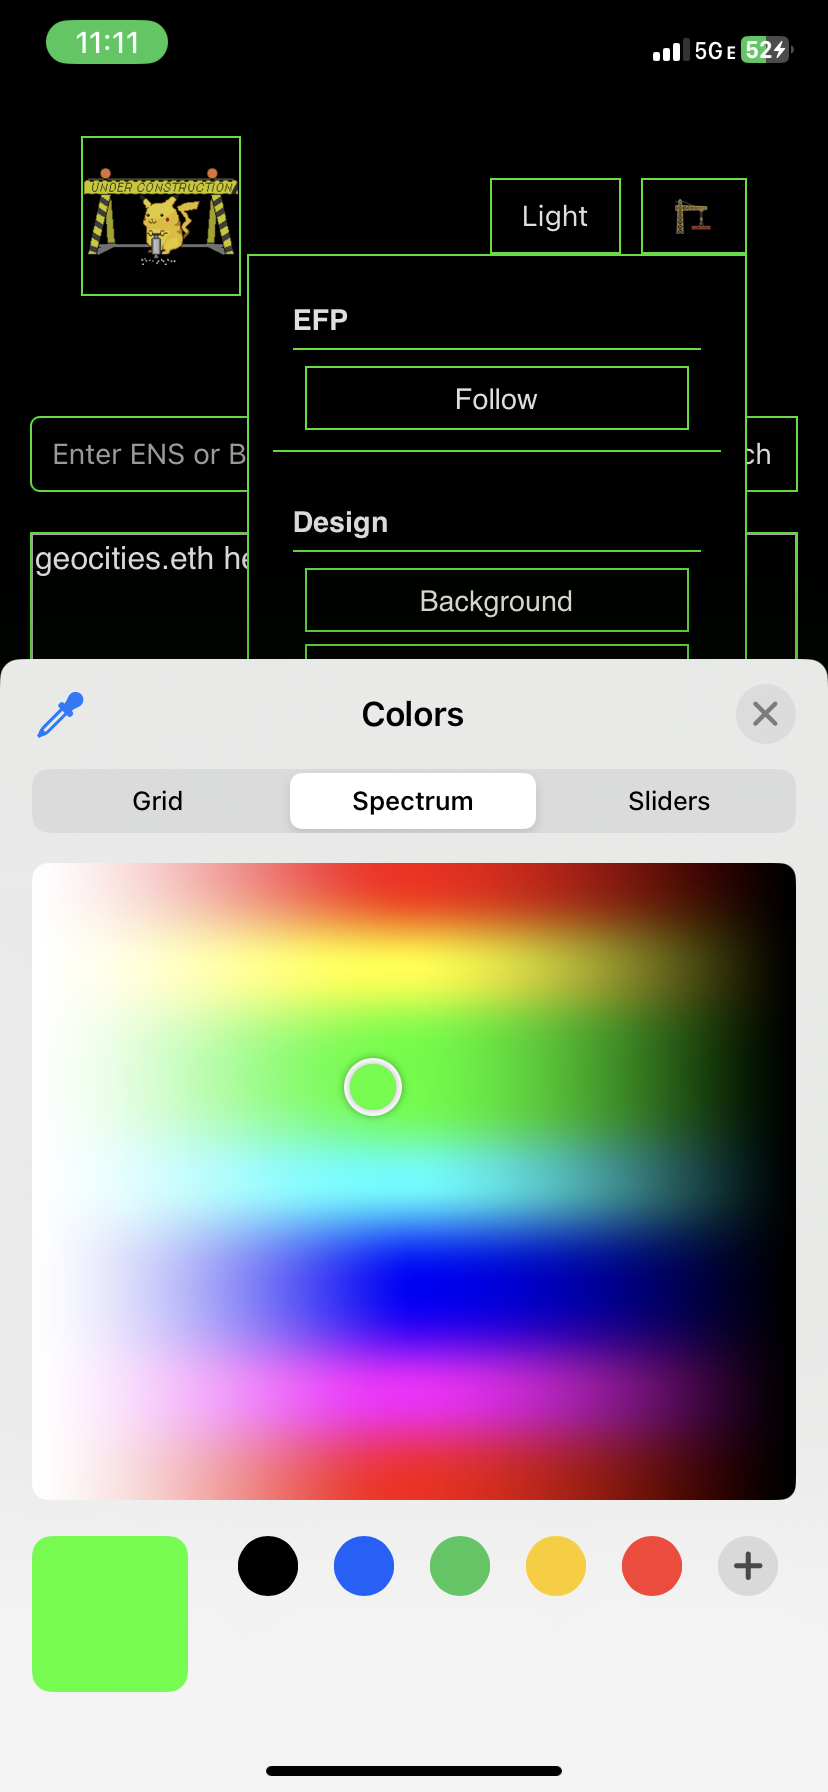 11:11
5GE 52
UNDER CONSTRUCTION
Light
EFP
Follow
Enter ENS or B
ch
Design
geocities.eth he
Background
Colors
Grid
Spectrum
Sliders